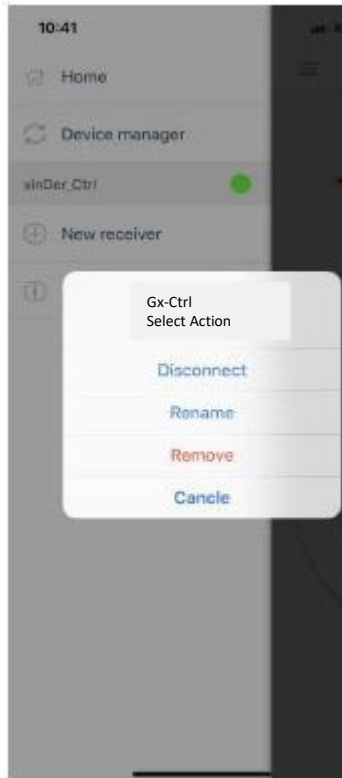 10:41
Home
Device manager
xinDer_Ctrl
New receiver
Gx-Ctrl
Select Action
Disconnect
Rename
Remove
Cancle